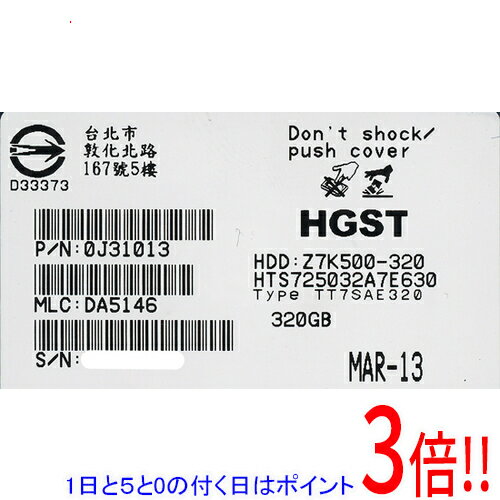 台北市
敦化北路
167號5樓
D33373
Don't shock/
push cover
HGST
P/N:0J31013
HDD:Z7K500-320
HTS725032A7E630
Type TT7SAE320
MLC:DA5146
320GB
S/N:
MAR-13
1日と5と0の付く日はポイント
3倍!!